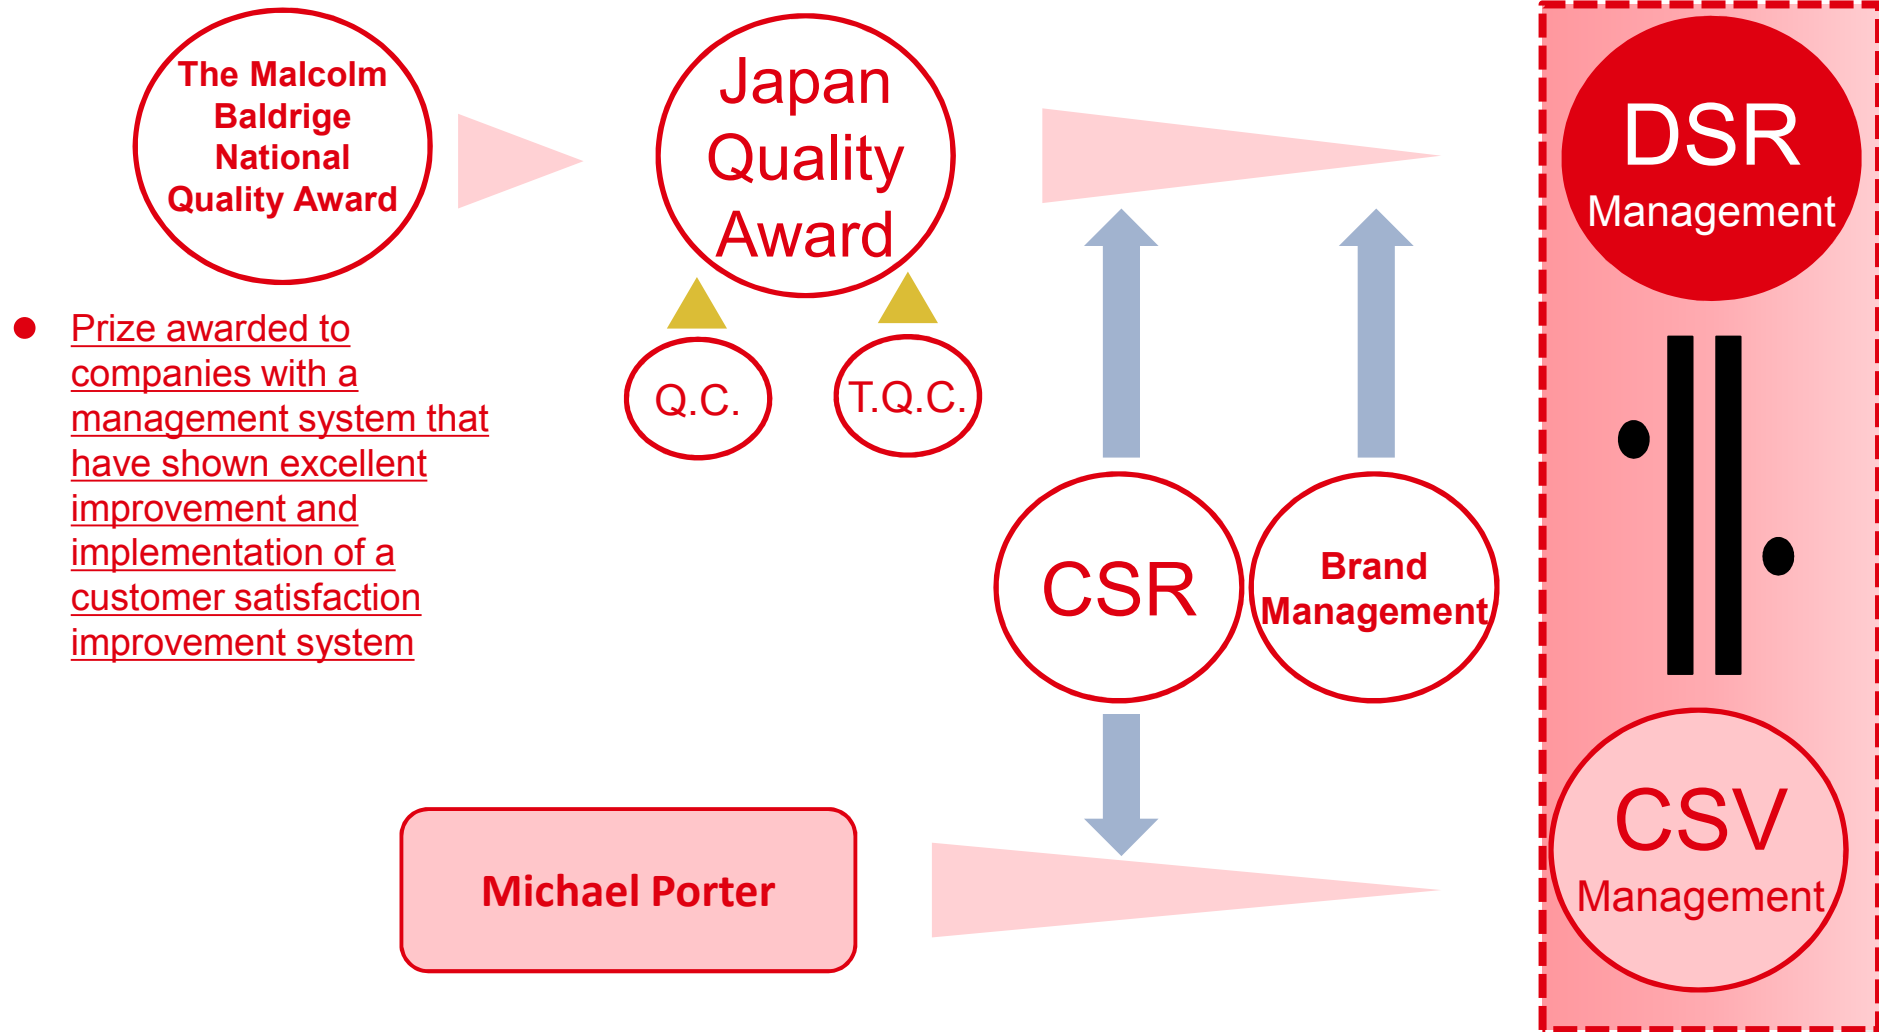 The Malcolm
Baldrige
National
Quality Award
Japan
Quality
Award
DSR
Management
Prize awarded to
companies with a
management system that
have shown excellent
improvement and
implementation of a
customer satisfaction
improvement system
Q.C.
T.Q.C.
CSR
Brand
Management
Michael Porter
CSV
Management